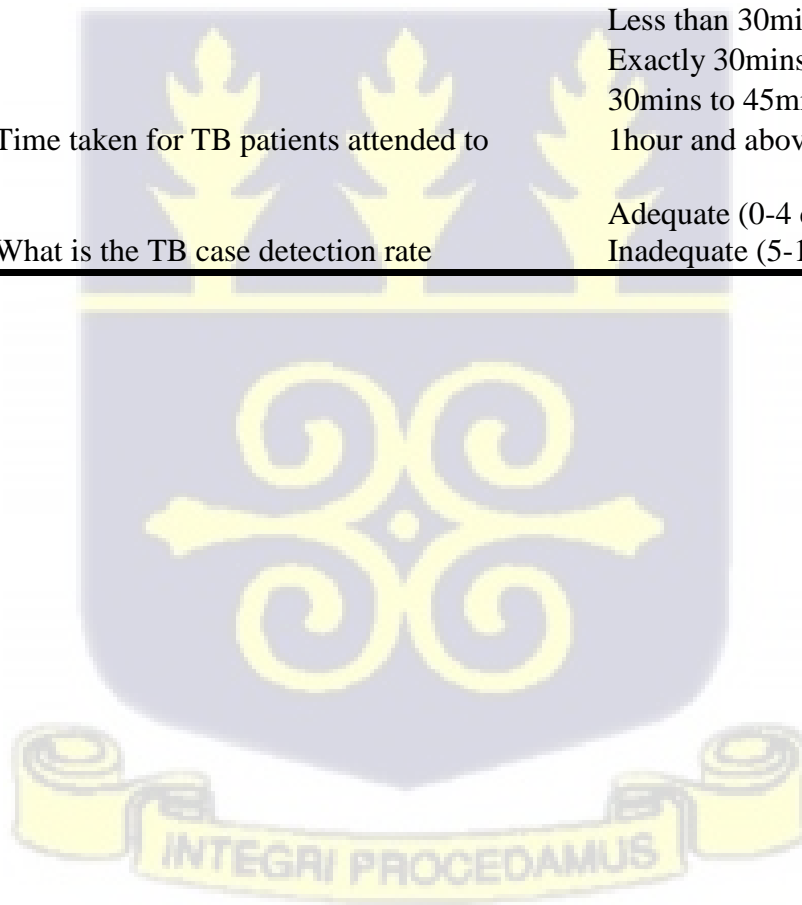 Less than 30mi
Exactly 30mins
30mins to 45m
Time taken for TB patients attended to 1hour and abov
Adequate (0-4
What is the TB case detection rate Inadequate (5-1
INTEGRI PROCEDAMUS